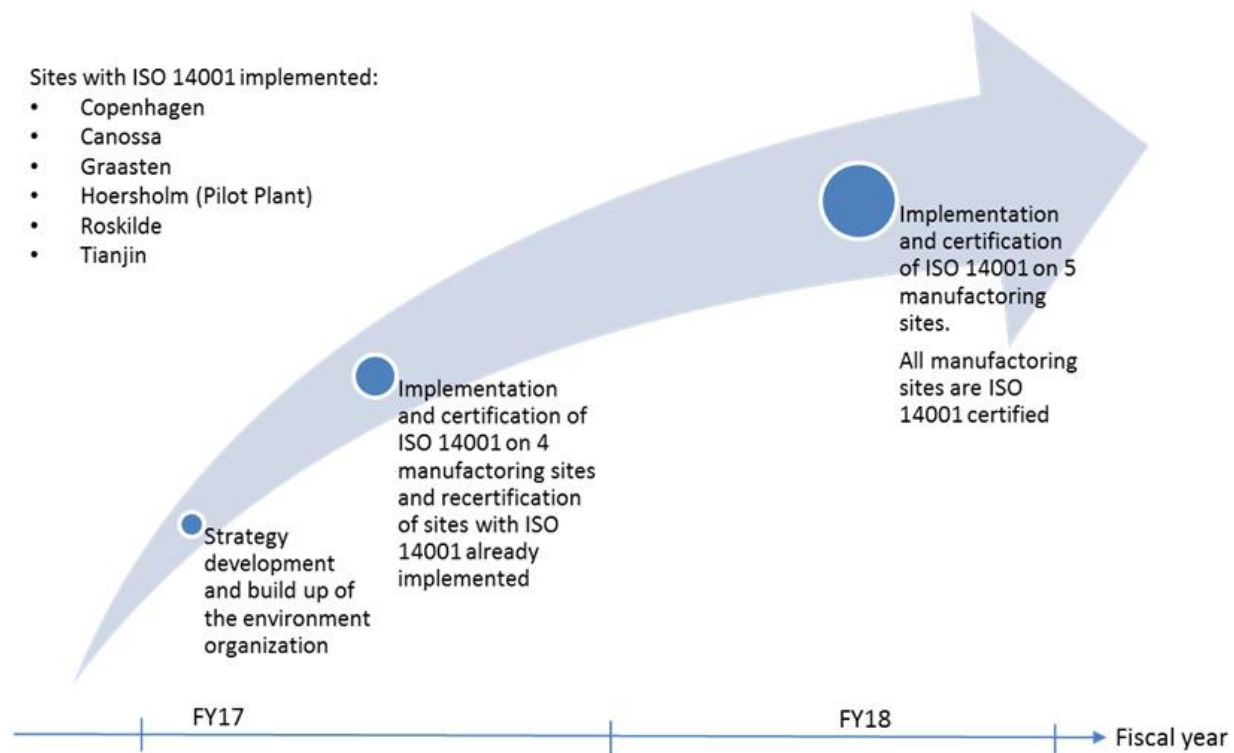 Sites with ISO 14001 implemented:
• Copenhagen
• Canossa
• Graasten
• Hoersholm (Pilot Plant)
• Roskilde
• Tianjin
Strategy
development
and build up of
the environment
organization
Implementation
and certification of
ISO 14001 on 4
manufactoring sites
and recertification
of sites with ISO
14001 already
implemented
Implementation
and certification
of ISO 14001 on 5
manufactoring
sites.
All manufactoring
sites are ISO
14001 certified
FY17
FY18
Fiscal year